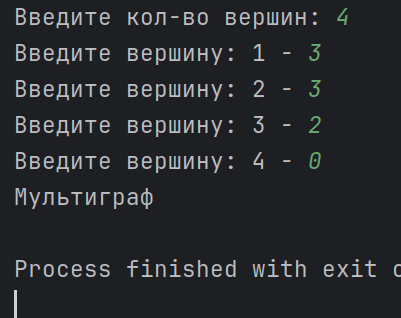 Введите кол-во вершин: 4
Введите вершину: 1 - 3
Введите вершину: 2 - 3
Введите вершину: 3 - 2
Введите вершину: 4 - 0
Мультиграф
Process finished with exit